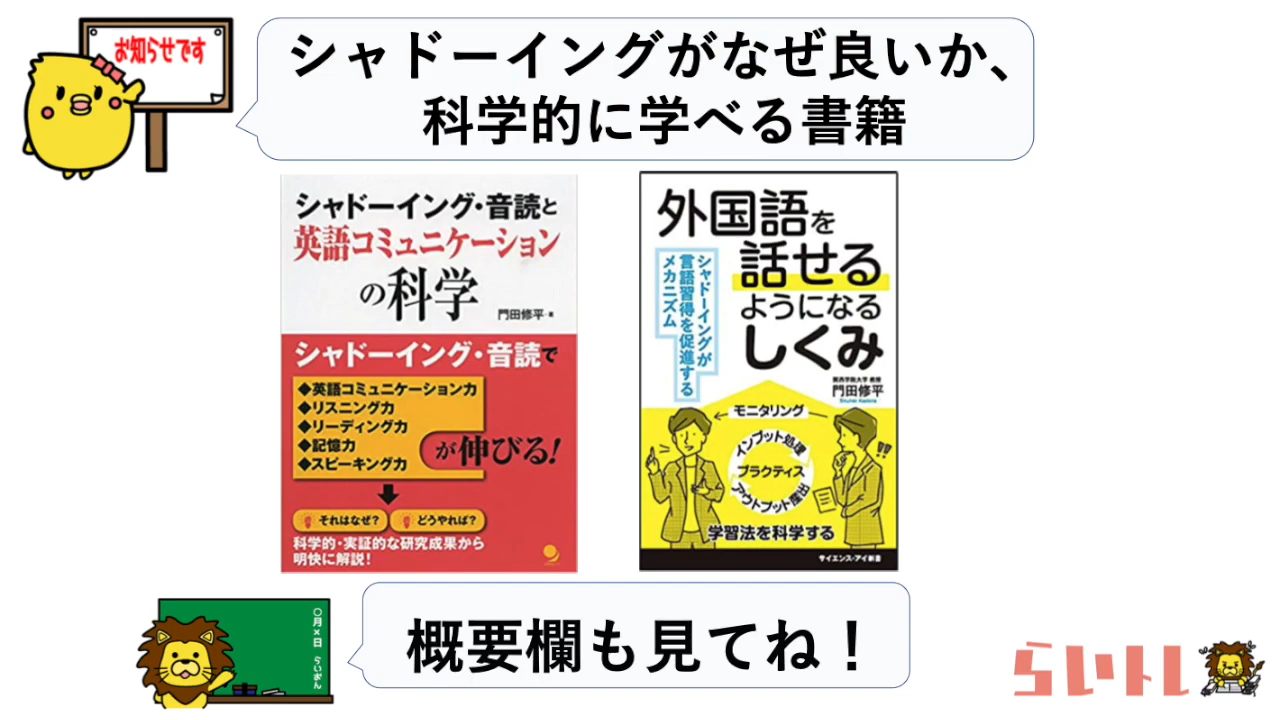 お知らせです
シャドーイングがなぜ良いか、
科学的に学べる書籍
シャドーイング・音読と
英語コミュニケーション
の科学
門田修平・著
シャドーイング・音読で
◆英語コミュニケーション力
◆リスニング力
◆リーディング力
◆記憶力
◆スピーキング力
が伸びる!
それはなぜ?
どうやれば?
科学的・実証的な研究成果から
明快に解説!
外国語を
話せる
ようになる
しくみ
シャドーイングが
言語習得を促進する
メカニズム
関西学院大学 教授
門田修平
Shuhei Kadota
モニタリング
インプット処理
プラクティス
アウトプット産出
!!
学習法を科学する
サイエンス・アイ新書
〇月×日
らいおん
概要欄も見てね！
らいトレ